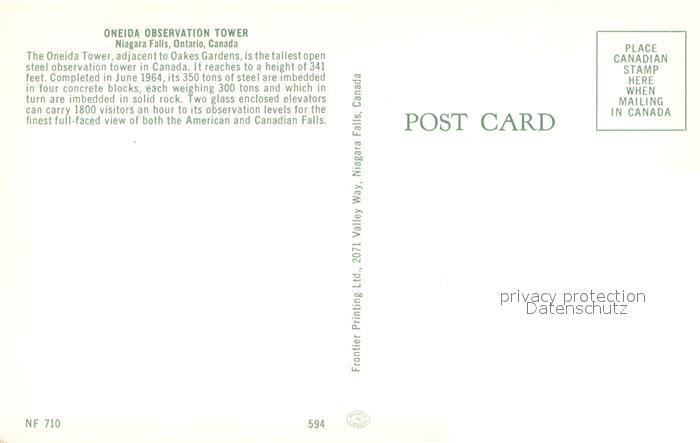 ONEIDA OBSERVATION TOWER
Niagara Falls, Ontario, Canada
The Oneida Tower, adjacent to Oakes Gardens, is the tallest open
steel observation tower in Canada. It reaches to a height of 341
feet. Completed in June 1964, its 350 tons of steel are imbedded
in four concrete blocks, each weighing 300 tons and which in
turn are imbedded in solid rock. Two glass enclosed elevators
can carry 1800 visitors an hour to its observation levels for the
finest full-faced view of both the American and Canadian Falls.
NF 710
594
Frontier Printing Ltd., 2071 Valley Way, Niagara Falls, Canada
POST CARD
PLACE
CANADIAN
STAMP
HERE
WHEN
MAILING
IN CANADA
privacy protection
Datenschutz